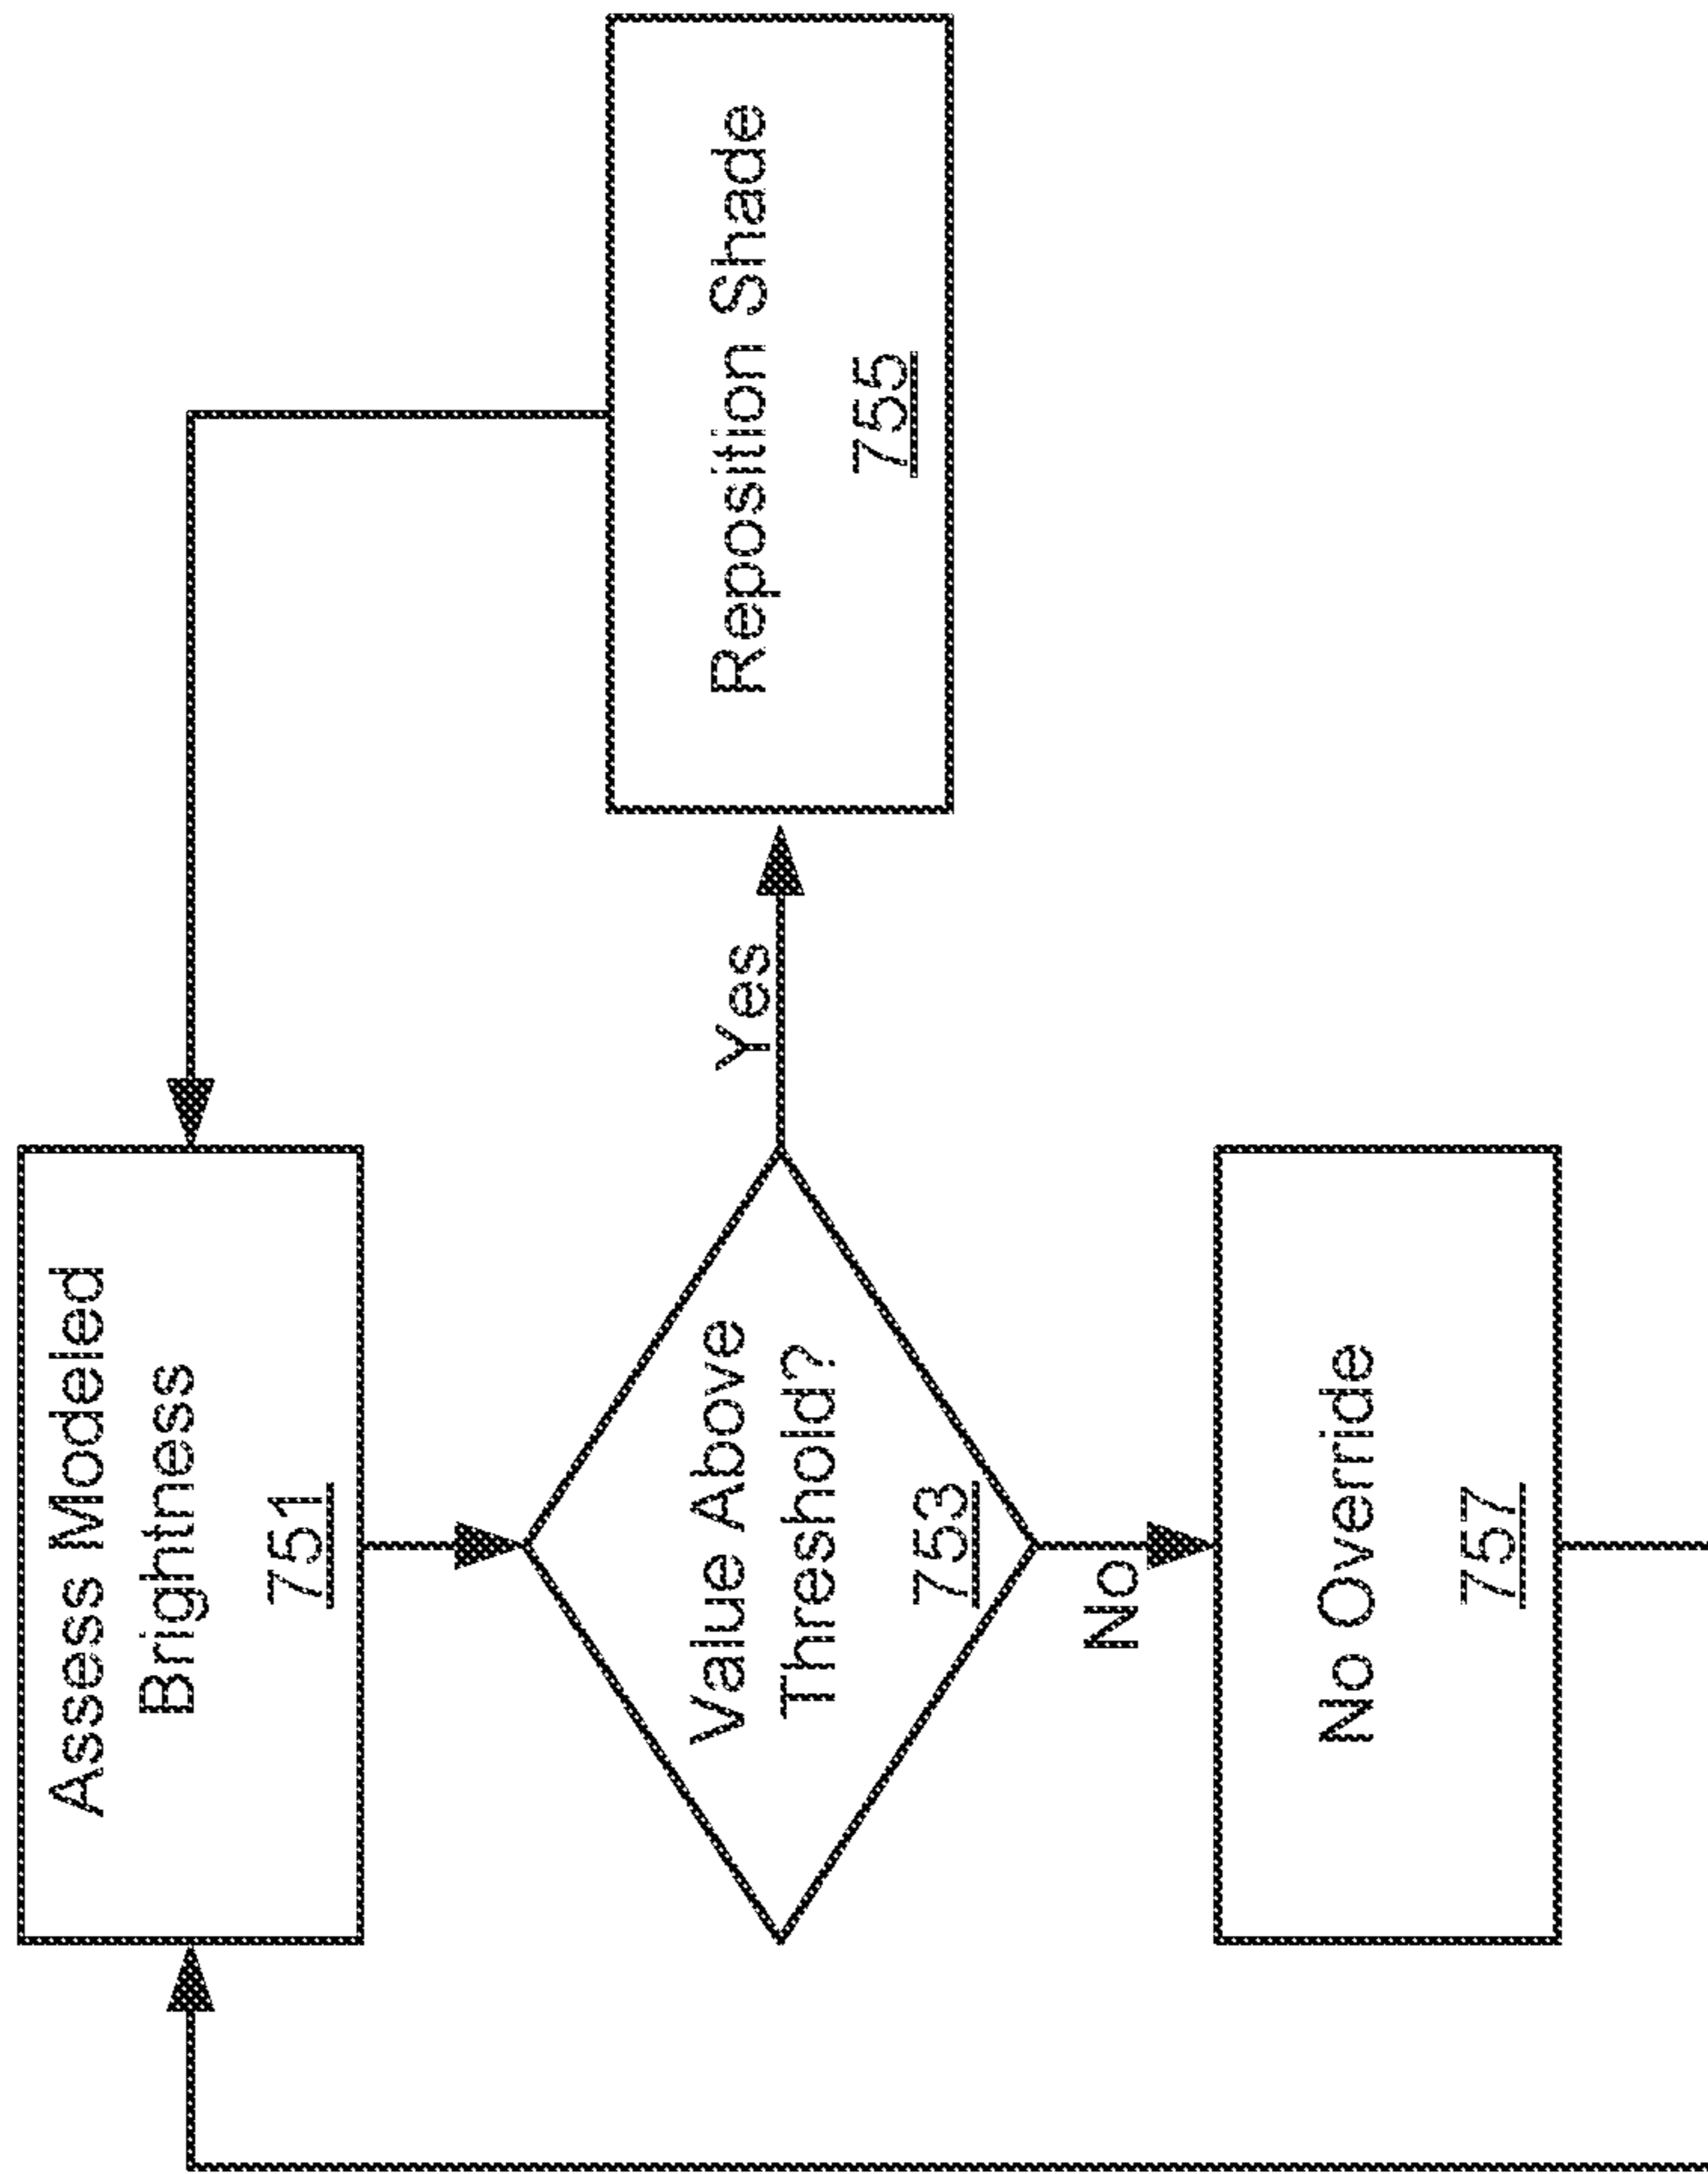 Assess Modeled
Brightness
751
Value Above
Threshold?
753
Yes
Reposition Shade
755
No
No Override
757